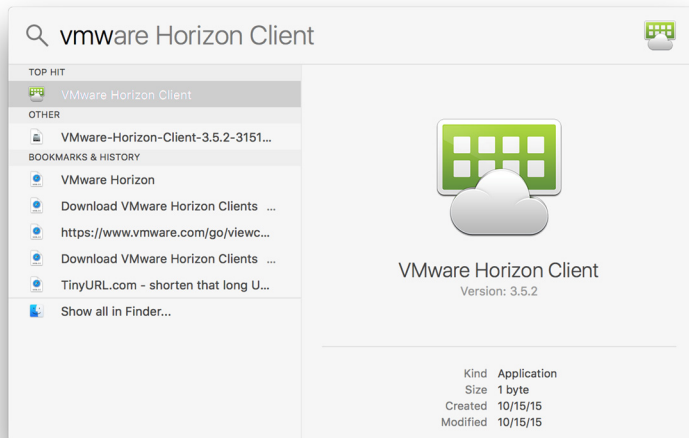 vmware Horizon Client
TOP HIT
VMware Horizon Client
OTHER
VMware-Horizon-Client-3.5.2-3151...
BOOKMARKS & HISTORY
VMware Horizon
Download VMware Horizon Clients ...
https://www.vmware.com/go/viewc...
Download VMware Horizon Clients ...
TinyURL.com - shorten that long U...
Show all in Finder...
VMware Horizon Client
Version: 3.5.2
Kind Application
Size 1 byte
Created 10/15/15
Modified 10/15/15